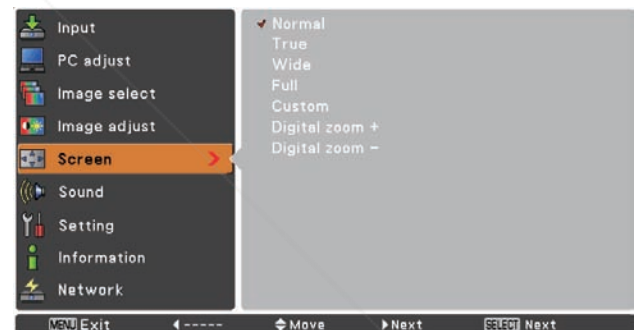 Input
PC adjust
Image select
Image adjust
Screen
Sound
Setting
Information
Network
Normal
True
Wide
Full
Custom
Digital zoom +
Digital zoom –
MENU Exit ◀----- Move ▶Next SELECT Next